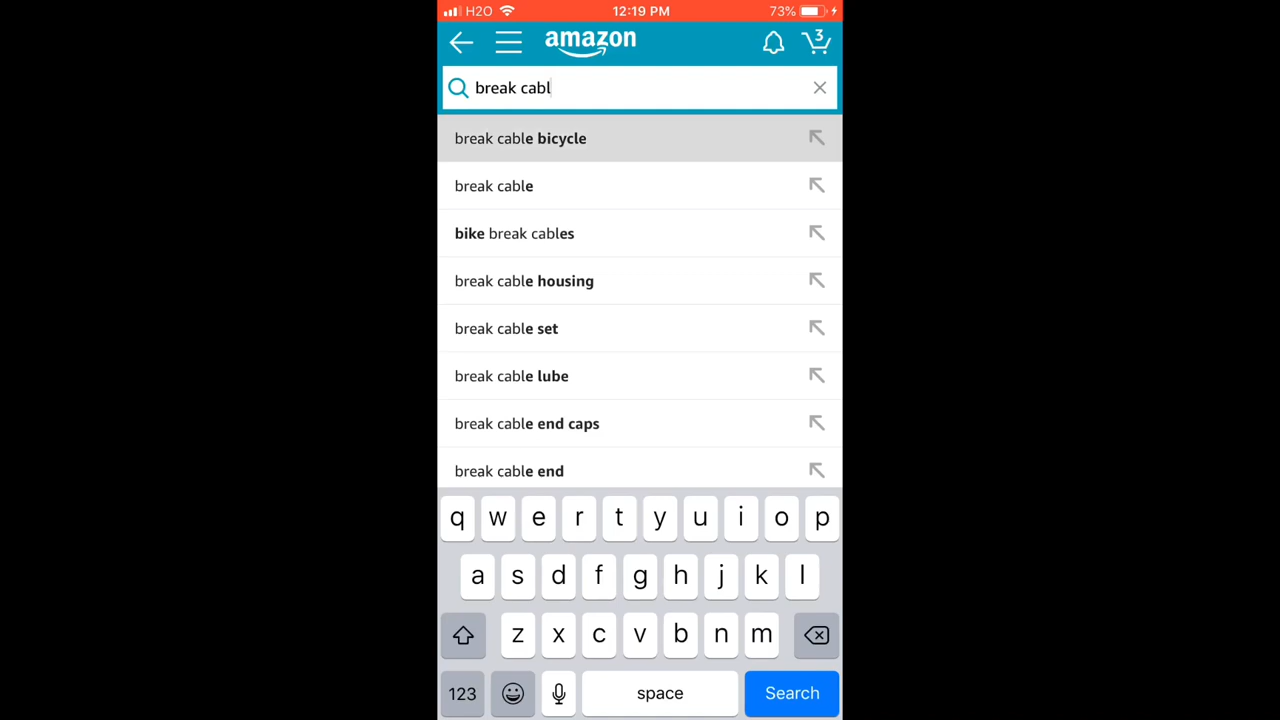 H2O 12:19 PM 73%
amazon 3
break cabl
break cable bicycle
break cable
bike break cables
break cable housing
break cable set
break cable lube
break cable end caps
break cable end
q w e r t y u i o p
a s d f g h j k l
z x c v b n m
123 space Search